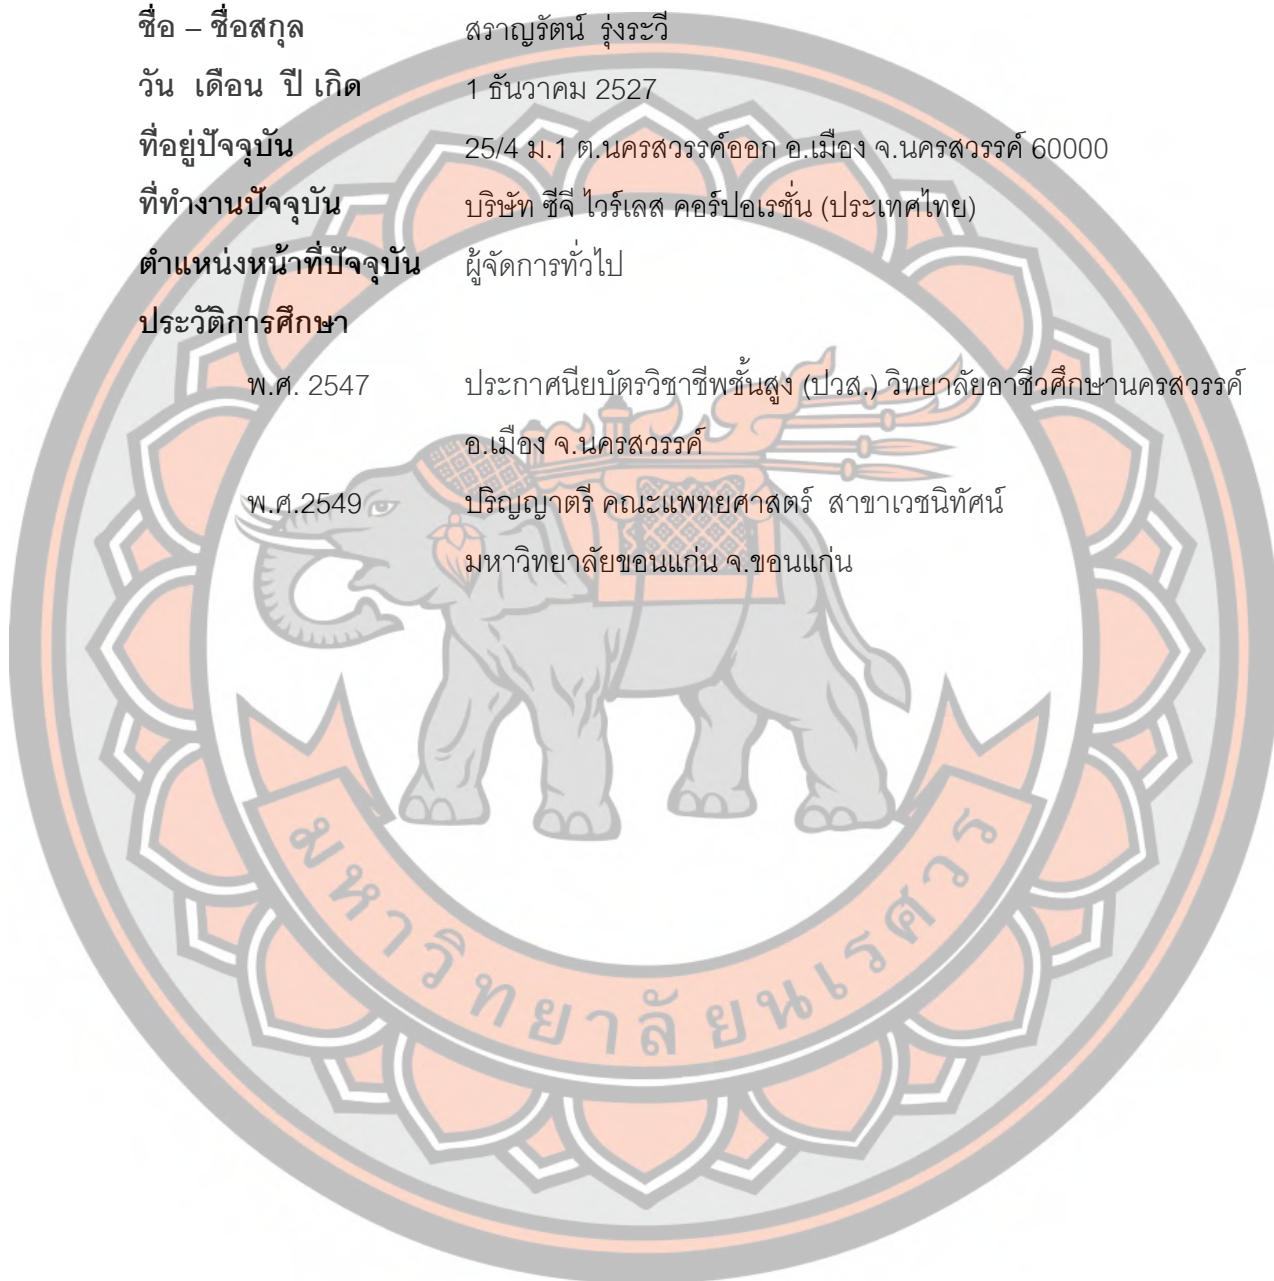 ชื่อ – ชื่อสกุล สราญรัตน์ รุ่งระวี
วัน เดือน ปี เกิด 1 ธันวาคม 2527
ที่อยู่ปัจจุบัน 25/4 ม.1 ต.นครสวรรค์ออก อ.เมือง จ.นครสวรรค์ 60000
ที่ทำงานปัจจุบัน บริษัท ซีจี ไวร์เลส คอร์ปอเรชั่น (ประเทศไทย)
ตำแหน่งหน้าที่ปัจจุบัน ผู้จัดการทั่วไป
ประวัติการศึกษา
พ.ศ. 2547 ประกาศนียบัตรวิชาชีพชั้นสูง (ปวส.) วิทยาลัยอาชีวศึกษานครสวรรค์
อ.เมือง จ.นครสวรรค์
พ.ศ.2549 ปริญญาตรี คณะแพทยศาสตร์ สาขาเวชนิทัศน์
มหาวิทยาลัยขอนแก่น จ.ขอนแก่น
มหาวิทยาลัยนเรศวร